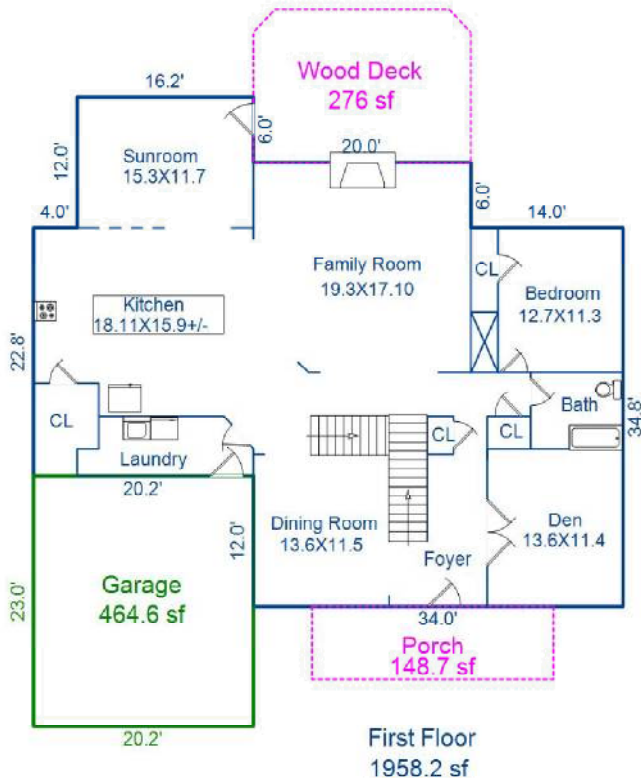 Wood Deck
276 sf
16.2'
6.0'
20.0'
12.0'
Sunroom
15.3X11.7
4.0'
6.0'
14.0'
Family Room
19.3X17.10
CL
Bedroom
12.7X11.3
Kitchen
18.11X15.9+/-
22.8'
CL
Laundry
CL
CL
Bath
34.8'
20.2'
12.0'
Dining Room
13.6X11.5
Foyer
Den
13.6X11.4
Garage
464.6 sf
23.0'
34.0'
Porch
148.7 sf
20.2'
First Floor
1958.2 sf